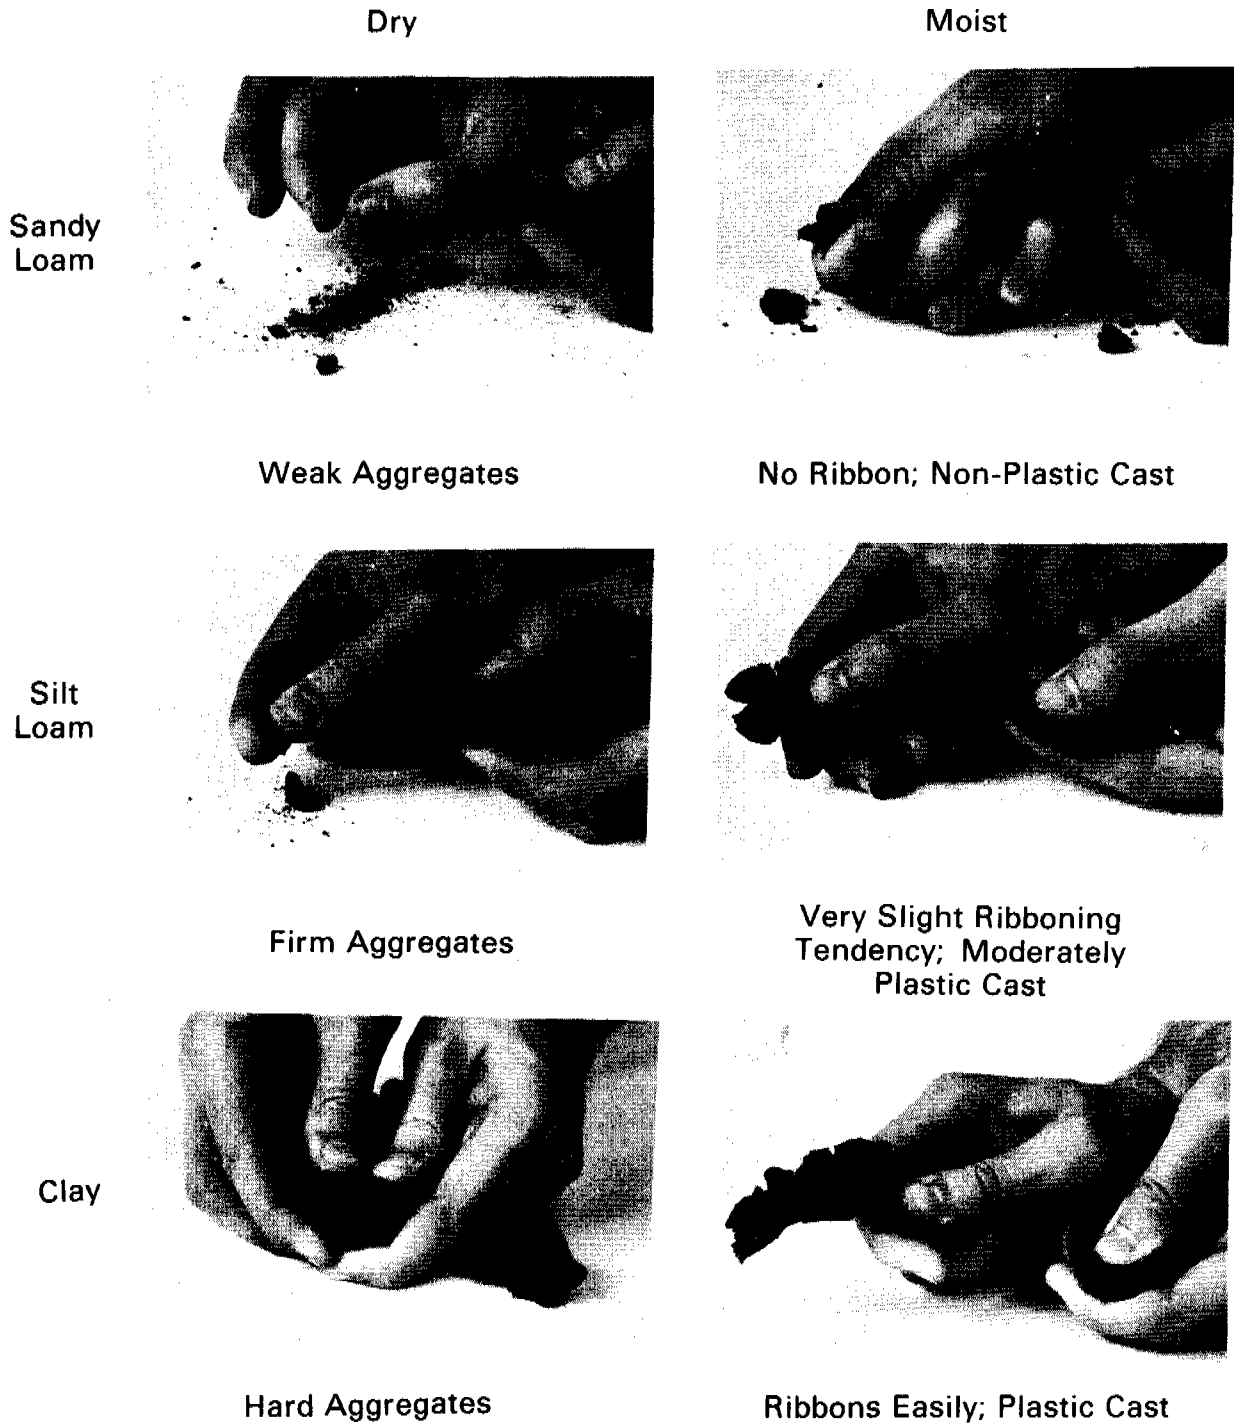 Dry
Moist
Sandy
Loam
Weak Aggregates
No Ribbon; Non-Plastic Cast
Silt
Loam
Firm Aggregates
Very Slight Ribboning
Tendency; Moderately
Plastic Cast
Clay
Hard Aggregates
Ribbons Easily; Plastic Cast